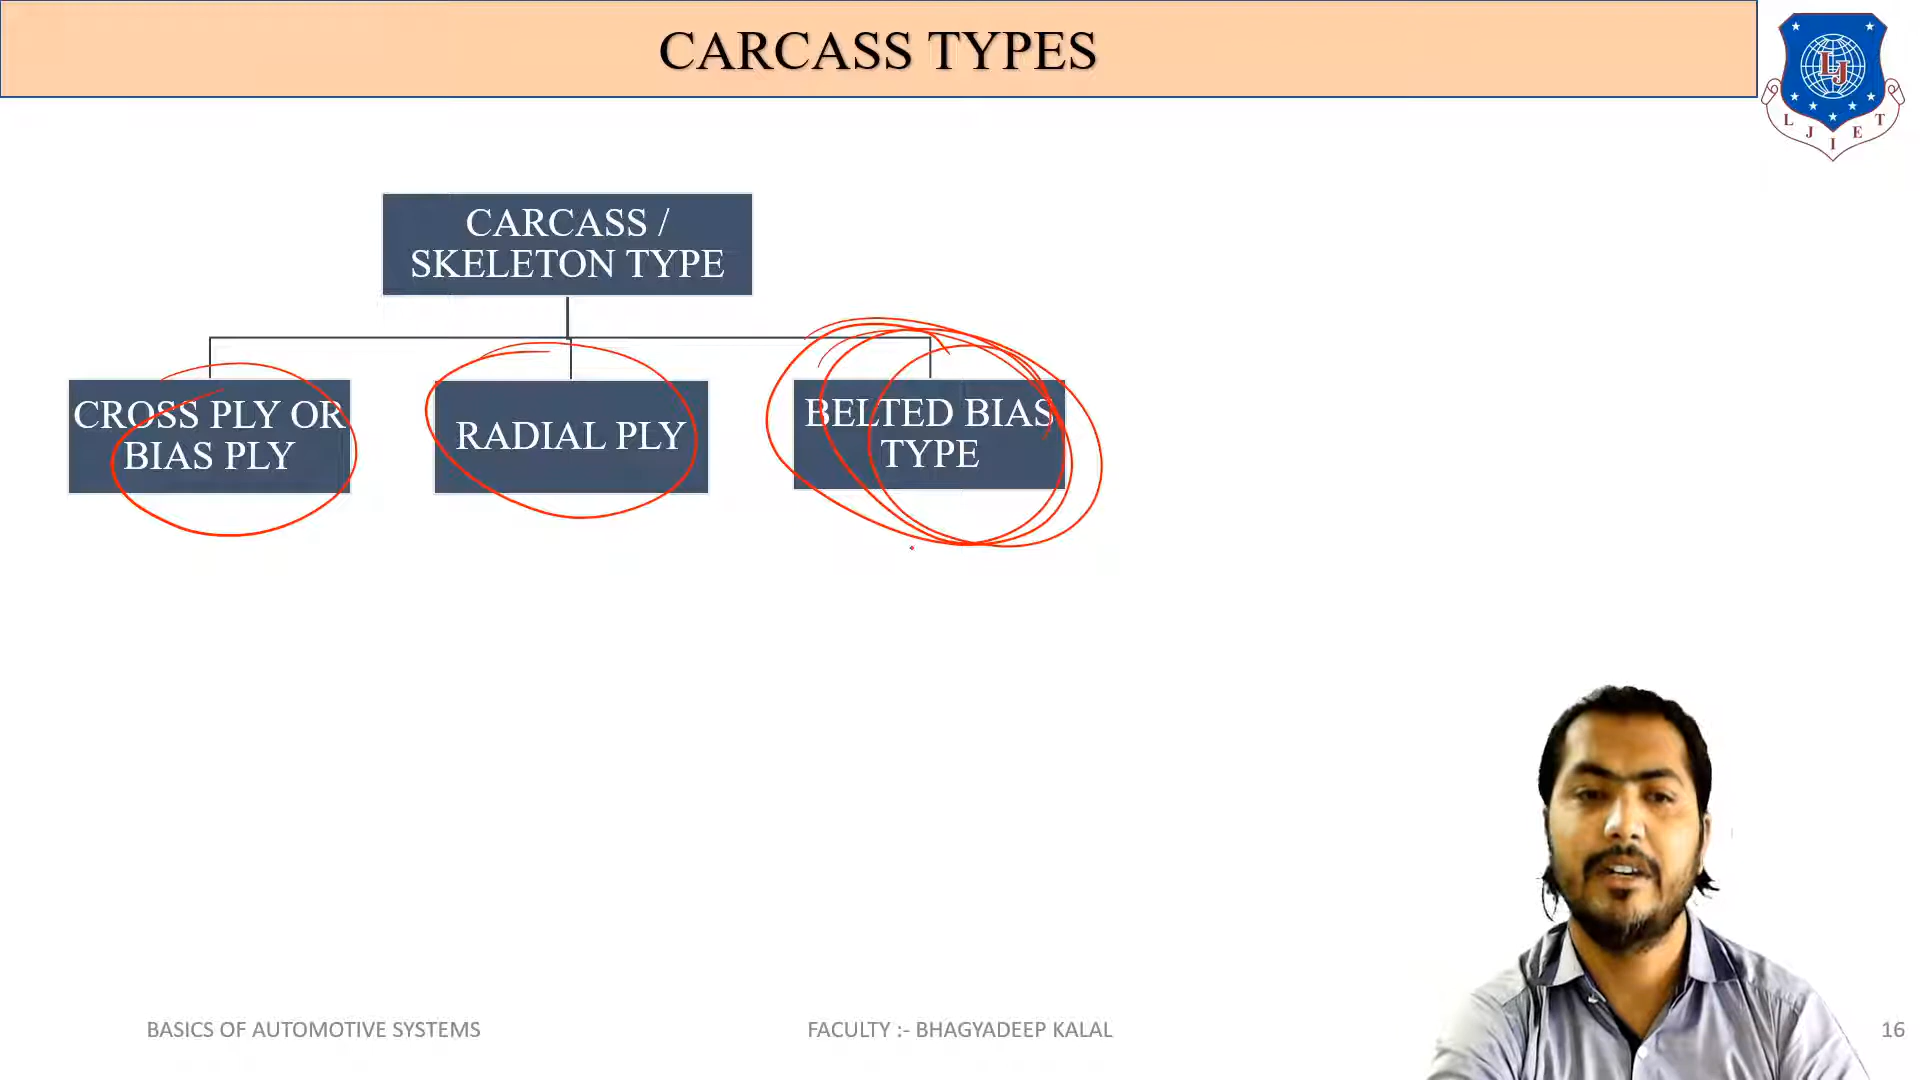 CARCASS TYPES
LJ
L J I E T
CARCASS /
SKELETON TYPE
CROSS PLY OR
BIAS PLY
RADIAL PLY
BELTED BIAS
TYPE
BASICS OF AUTOMOTIVE SYSTEMS
FACULTY :- BHAGYADEEP KALAL
16